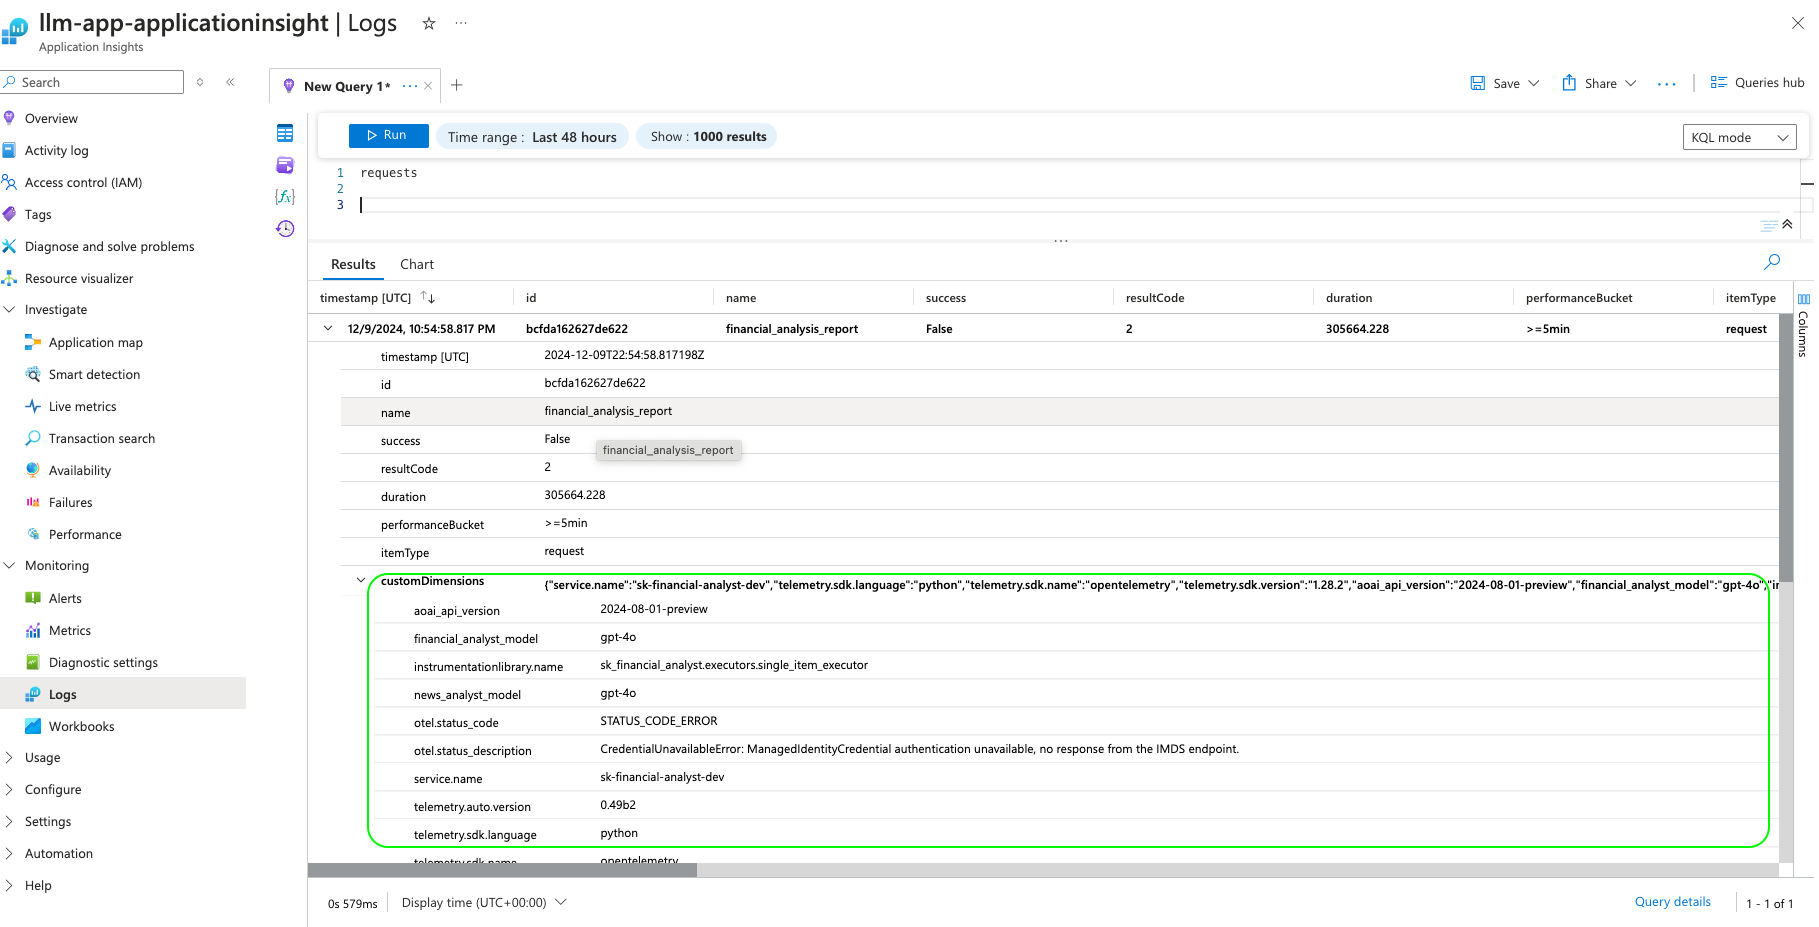 llm-app-applicationinsight | Logs
Application Insights
Search
Overview
Activity log
Access control (IAM)
Tags
Diagnose and solve problems
Resource visualizer
Investigate
Application map
Smart detection
Live metrics
Transaction search
Availability
Failures
Performance
Monitoring
Alerts
Metrics
Diagnostic settings
Logs
Workbooks
Usage
Configure
Settings
Automation
Help
New Query 1*
Save
Share
Queries hub
Run
Time range : Last 48 hours
Show : 1000 results
KQL mode
1 requests
2
3
Results Chart
timestamp [UTC] id name success resultCode duration performanceBucket itemType
12/9/2024, 10:54:58.817 PM bcfda162627de622 financial_analysis_report False 2 305664.228 >=5min request
timestamp [UTC] 2024-12-09T22:54:58.817198Z
id bcfda162627de622
name financial_analysis_report
success False
financial_analysis_report
resultCode 2
duration 305664.228
performanceBucket >=5min
itemType request
customDimensions {"service.name":"sk-financial-analyst-dev","telemetry.sdk.language":"python","telemetry.sdk.name":"opentelemetry","telemetry.sdk.version":"1.28.2","aoai_api_version":"2024-08-01-preview","financial_analyst_model":"gpt-4o","ir
aoai_api_version 2024-08-01-preview
financial_analyst_model gpt-4o
instrumentationlibrary.name sk_financial_analyst.executors.single_item_executor
news_analyst_model gpt-4o
otel.status_code STATUS_CODE_ERROR
otel.status_description CredentialUnavailableError: ManagedIdentityCredential authentication unavailable, no response from the IMDS endpoint.
service.name sk-financial-analyst-dev
telemetry.auto.version 0.49b2
telemetry.sdk.language python
telemetry.sdk.name opentelemetry
Columns
0s 579ms
Display time (UTC+00:00)
Query details
1 - 1 of 1